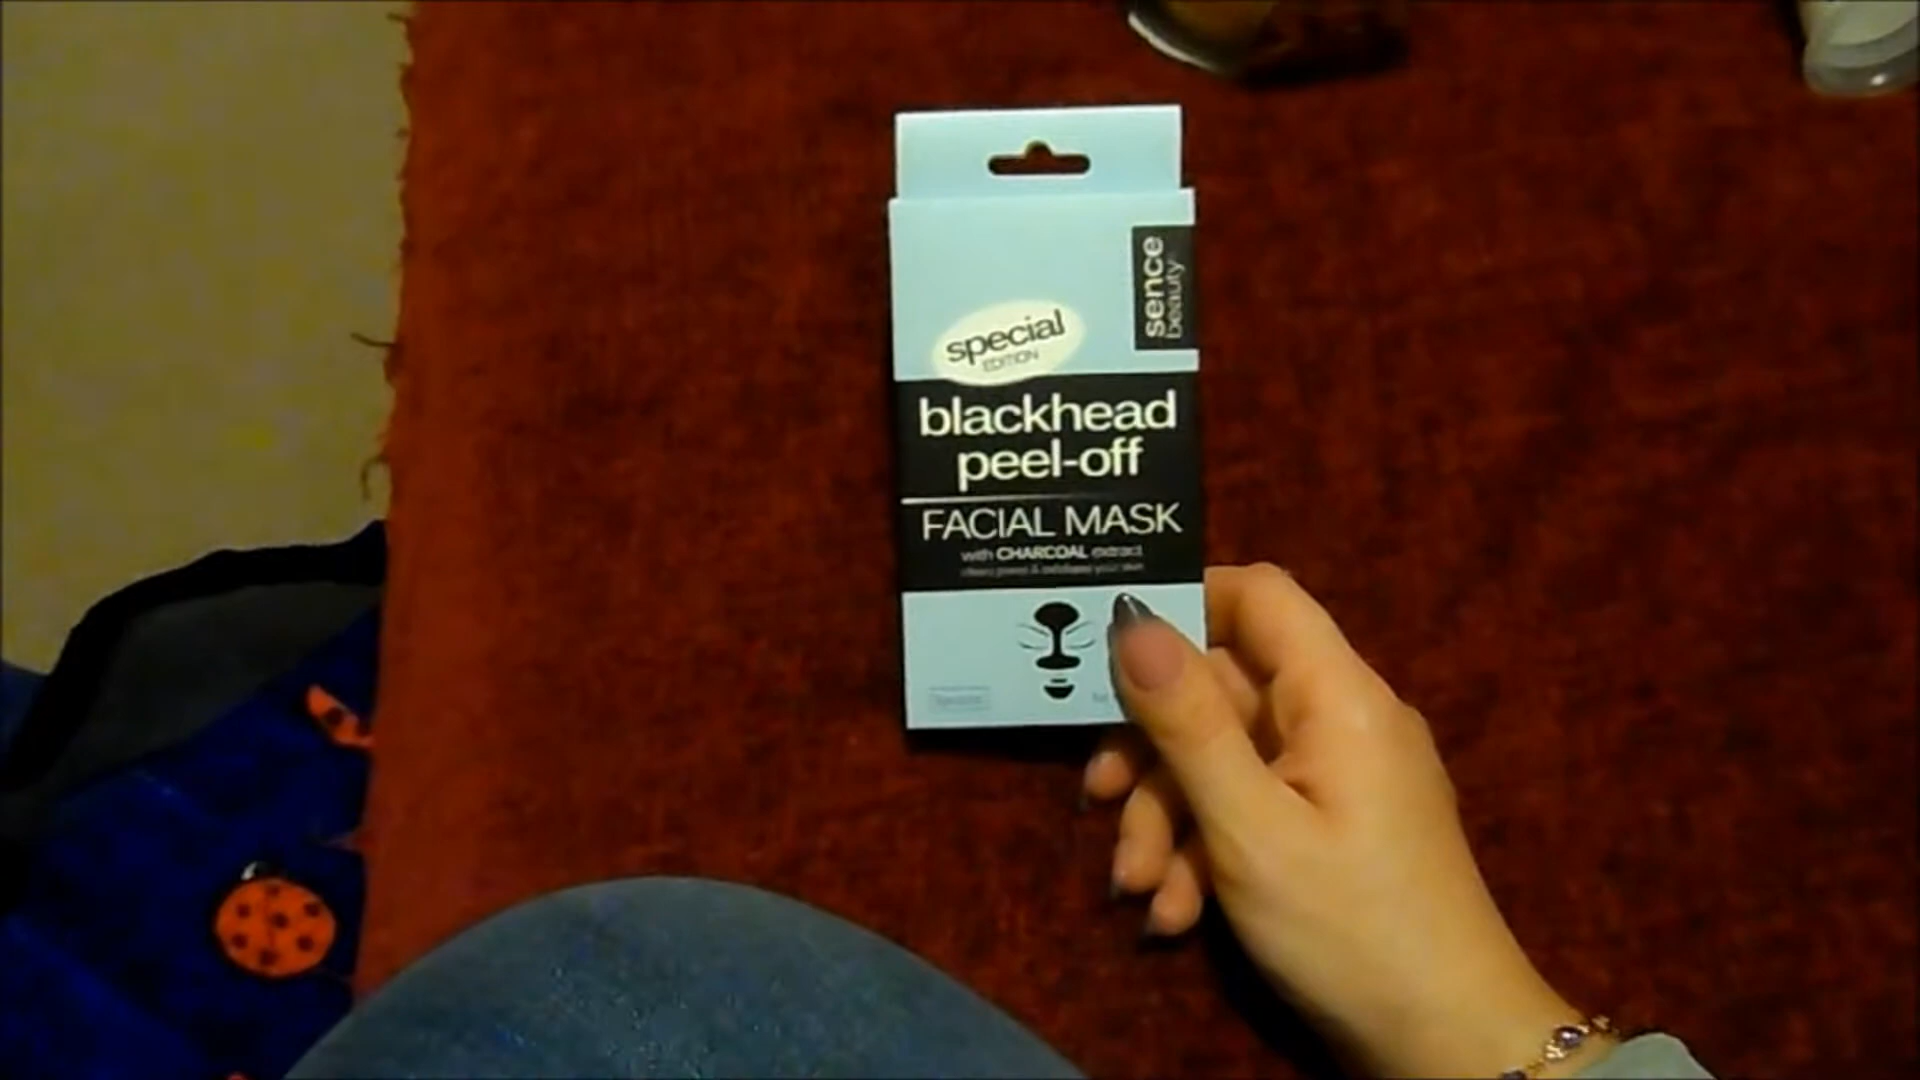 sence
beauty
special
EDITION
blackhead
peel-off
FACIAL MASK
with CHARCOAL extract